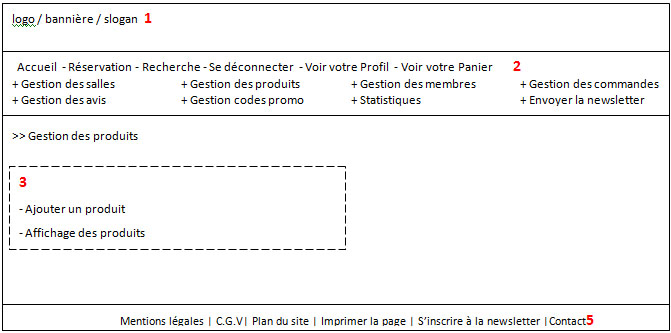 logo / bannière / slogan 1
Accueil - Réservation - Recherche - Se déconnecter - Voir votre Profil - Voir votre Panier 2
+ Gestion des salles + Gestion des produits + Gestion des membres + Gestion des commandes
+ Gestion des avis + Gestion codes promo + Statistiques + Envoyer la newsletter
>> Gestion des produits
3
- Ajouter un produit
- Affichage des produits
Mentions légales | C.G.V| Plan du site | Imprimer la page | S'inscrire à la newsletter |Contact5